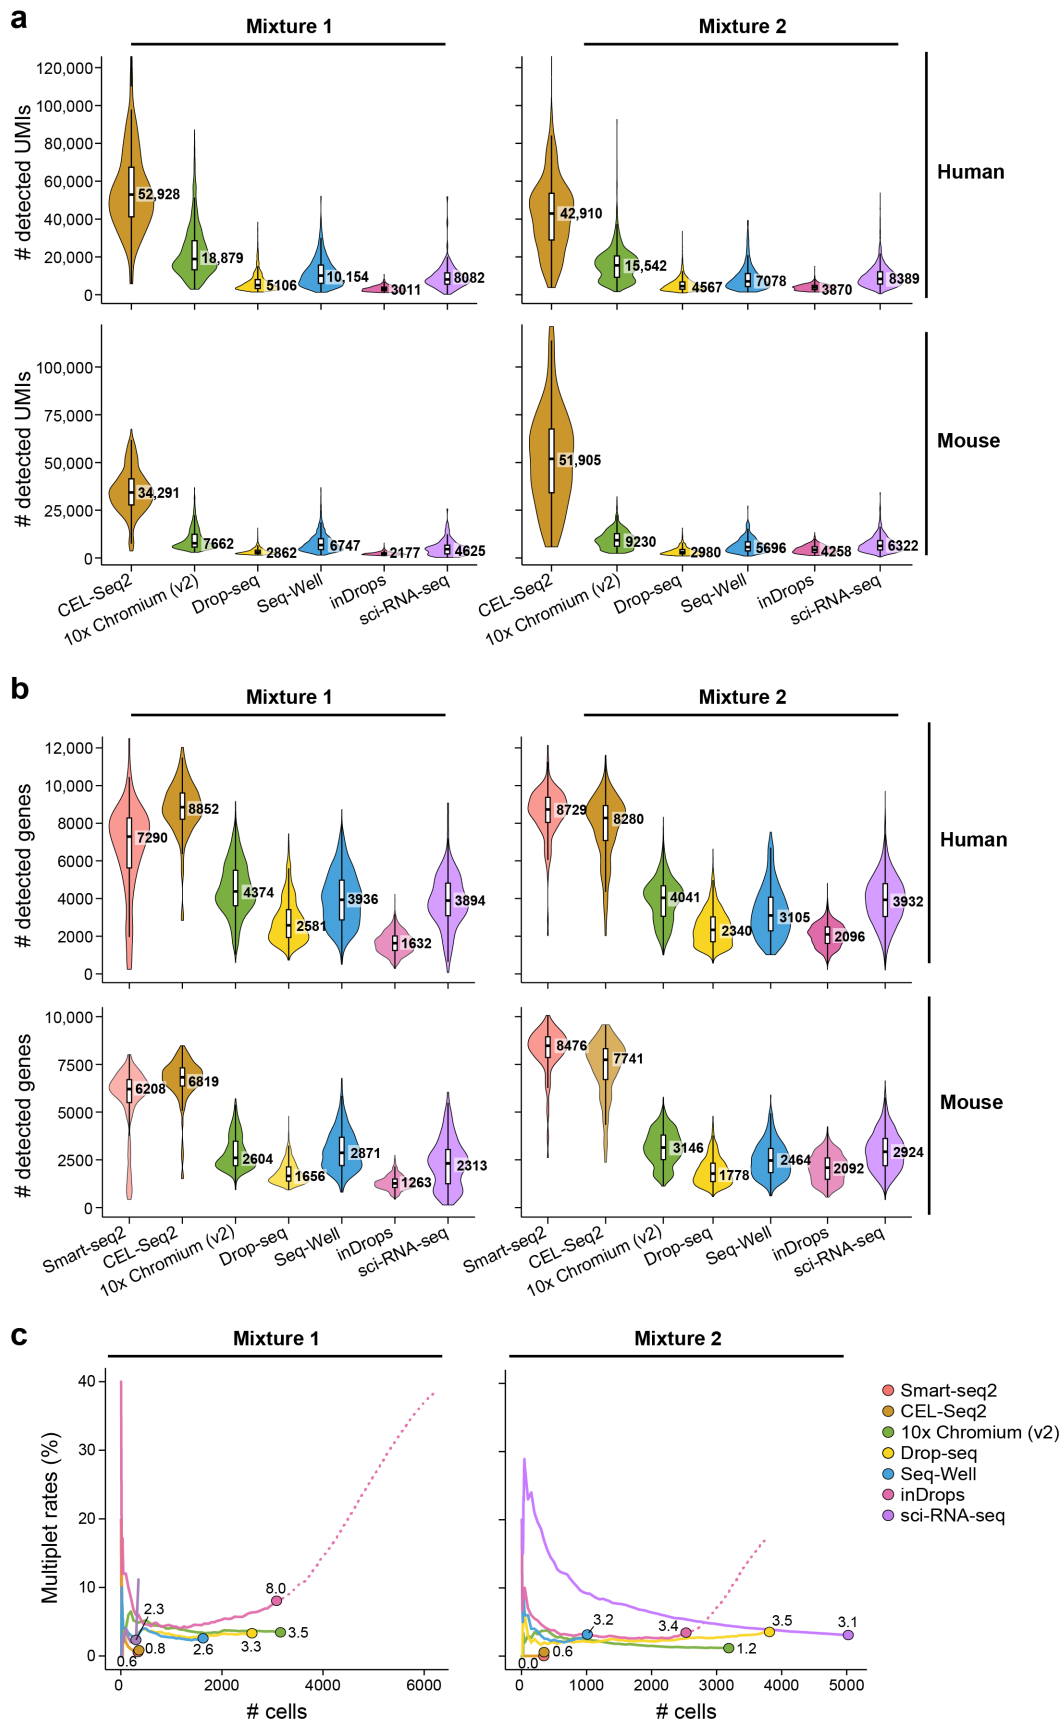 a
Mixture 1
Mixture 2
# detected UMIs
120,000
100,000
80,000
60,000
40,000
20,000
0
52,928
18,879
5106
10,154
3011
8082
42,910
15,542
4567
7078
3870
8389
Human
# detected UMIs
100,000
75,000
50,000
25,000
0
34,291
7662
2862
6747
2177
4625
51,905
9230
2980
5696
4258
6322
Mouse
CEL-Seq2
10x Chromium (v2)
Drop-seq
Seq-Well
inDrops
sci-RNA-seq
CEL-Seq2
10x Chromium (v2)
Drop-seq
Seq-Well
inDrops
sci-RNA-seq
b
Mixture 1
Mixture 2
# detected genes
12,000
10,000
8000
6000
4000
2000
0
7290
8852
4374
2581
3936
1632
3894
8729
8280
4041
2340
3105
2096
3932
Human
# detected genes
10,000
7500
5000
2500
0
6208
6819
2604
1656
2871
1263
2313
8476
7741
3146
1778
2464
2092
2924
Mouse
Smart-seq2
CEL-Seq2
10x Chromium (v2)
Drop-seq
Seq-Well
inDrops
sci-RNA-seq
Smart-seq2
CEL-Seq2
10x Chromium (v2)
Drop-seq
Seq-Well
inDrops
sci-RNA-seq
c
Mixture 1
Mixture 2
Multiplet rates (%)
40
30
20
10
0
2.3
0.8
0.6
2.6
3.3
8.0
3.5
0
2000
4000
6000
# cells
0.0
0.6
3.2
3.4
1.2
3.5
3.1
0
1000
2000
3000
4000
5000
# cells
Smart-seq2
CEL-Seq2
10x Chromium (v2)
Drop-seq
Seq-Well
inDrops
sci-RNA-seq